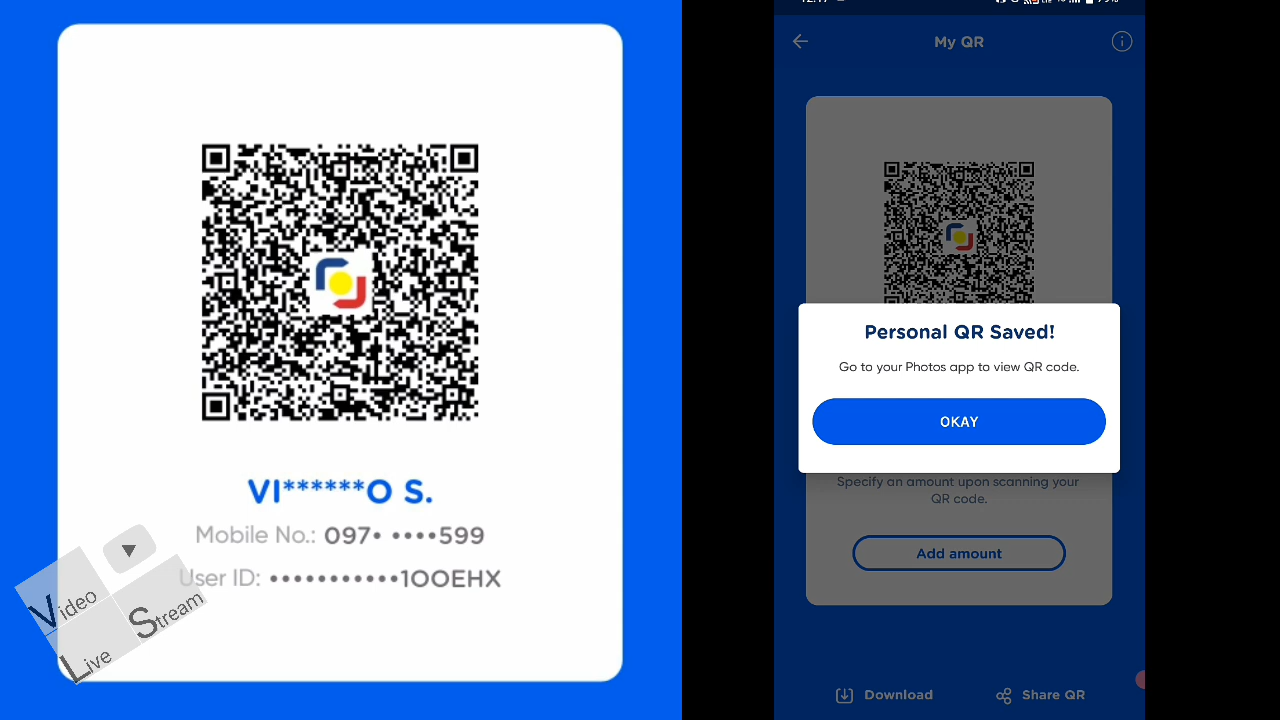 VI******O S.
Mobile No.: 097• ••••599
User ID: •••••••••••1OOEHX
Video
Live
Stream
My QR
Personal QR Saved!
Go to your Photos app to view QR code.
OKAY
Specify an amount upon scanning your
QR code.
Add amount
Download
Share QR